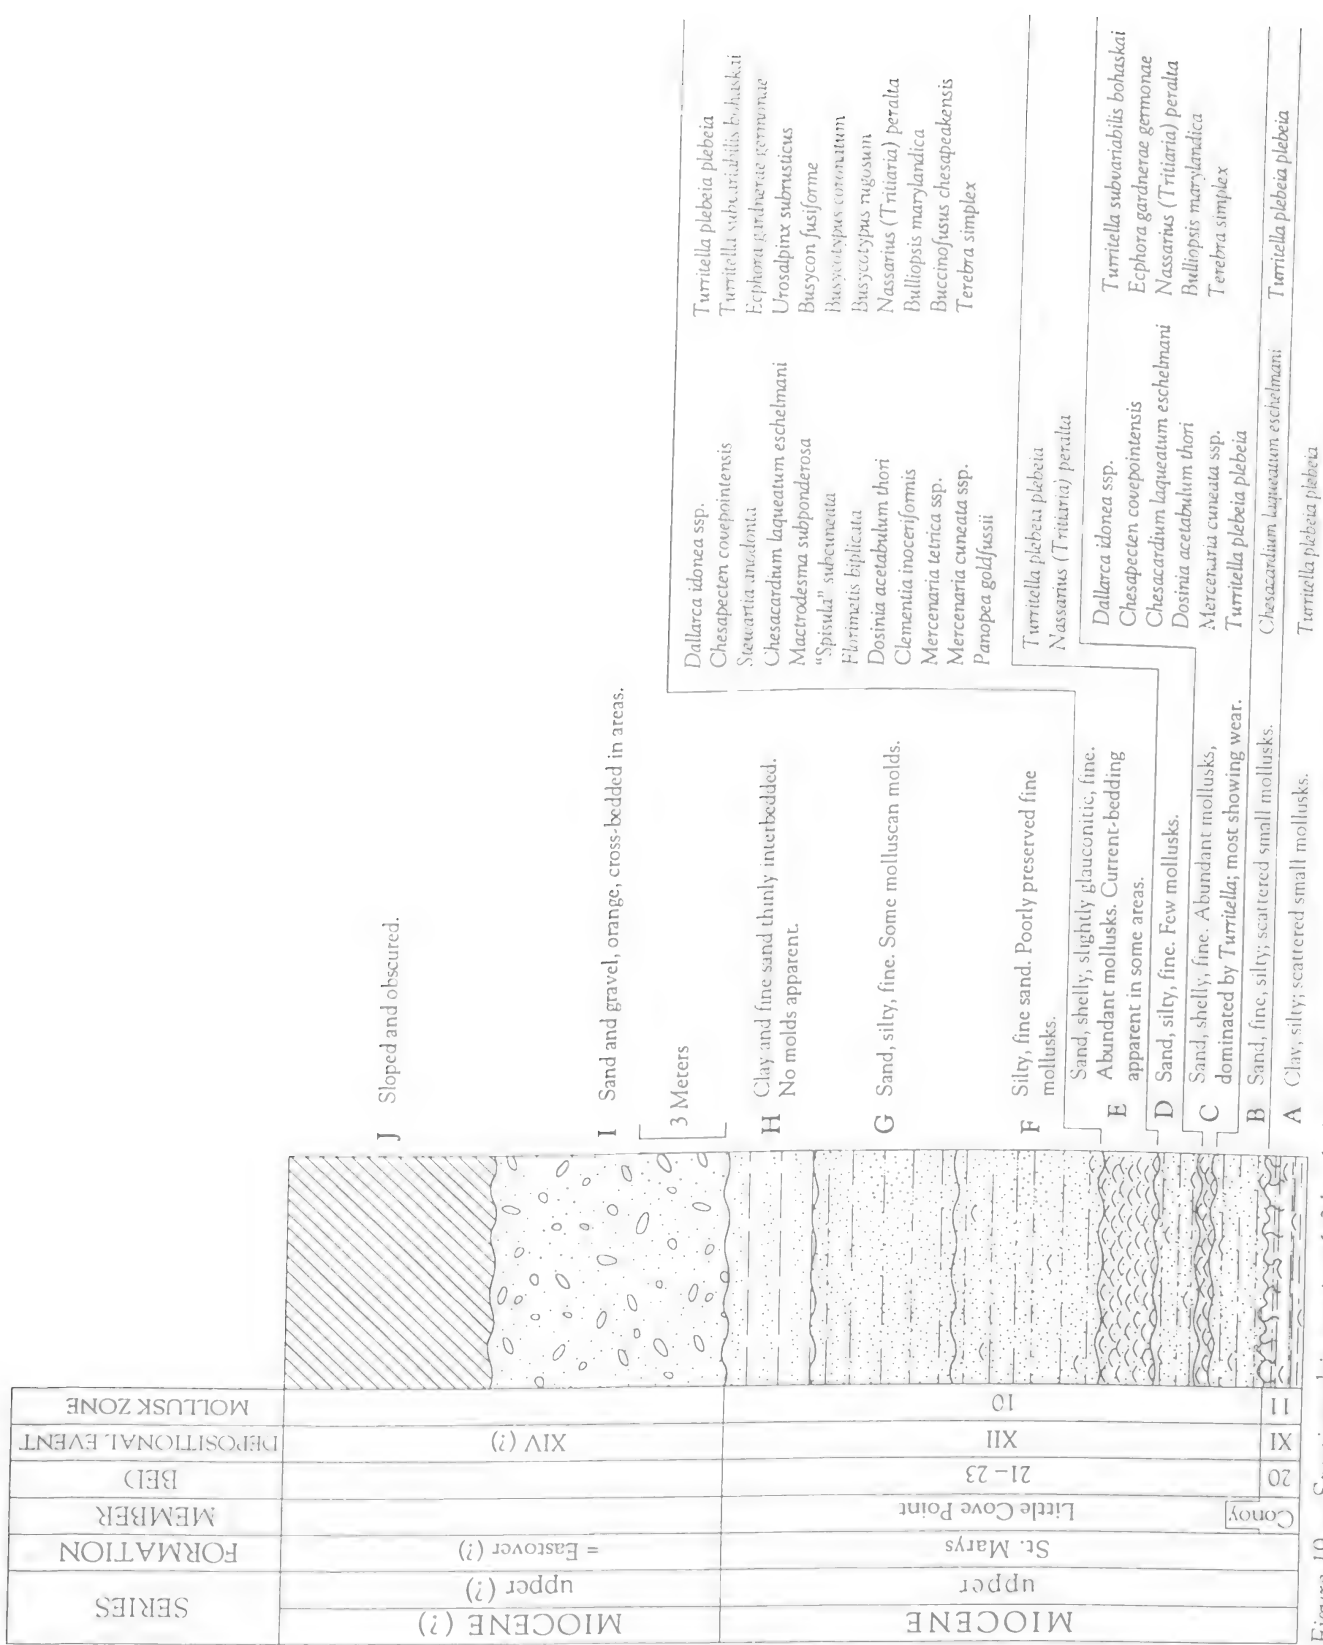 SERIES
FORMATION
MEMBER
BED
DEPOSITIONAL EVENT
MOLLUSK ZONE
MIOCENE (?)
upper (?)
= Eastover (?)
XIV (?)
MIOCENE
upper
St. Marys
Little Cove Point
21–23
XII
10
Conoy
20
XI
11
J Sloped and obscured.
I Sand and gravel, orange, cross-bedded in areas.
3 Meters
H Clay and fine sand thinly interbedded.
No molds apparent.
G Sand, silty, fine. Some molluscan molds.
F Silty, fine sand. Poorly preserved fine
mollusks.
Sand, shelly, slightly glauconitic, fine.
E Abundant mollusks. Current-bedding
apparent in some areas.
D Sand, silty, fine. Few mollusks.
Sand, shelly, fine. Abundant mollusks,
C dominated by Turritella; most showing wear.
B Sand, fine, silty; scattered small mollusks.
A Clay, silty; scattered small mollusks.
Dallarca idonea ssp.
Chesapecten covepointensis
Stewartia anodonta
Chesacardium laqueatum eschelmani
Mactrodesma subponderosa
"Spisula" subcuneata
Florimetis biplicata
Dosinia acetabulum thori
Clementia inoceriformis
Mercenaria tetrica ssp.
Mercenaria cuneata ssp.
Panopea goldfussii
Turritella plebeia plebeia
Turritella subvariabilis bohaskai
Ecphora gardnerae germonae
Urosalpinx subrusticus
Busycon fusiforme
Busycotypus coronatum
Busycotypus rugosum
Nassarius (Tritiaria) peralta
Bulliopsis marylandica
Buccinofusus chesapeakensis
Terebra simplex
Turritella plebeia plebeia
Nassarius (Tritiaria) peralta
Dallarca idonea ssp.
Chesapecten covepointensis
Chesacardium laqueatum eschelmani
Dosinia acetabulum thori
Mercenaria cuneata ssp.
Turritella plebeia plebeia
Turritella subvariabilis bohaskai
Ecphora gardnerae germonae
Nassarius (Tritiaria) peralta
Bulliopsis marylandica
Terebra simplex
Chesacardium laqueatum eschelmani
Turritella plebeia plebeia
Turritella plebeia plebeia
Figure 10